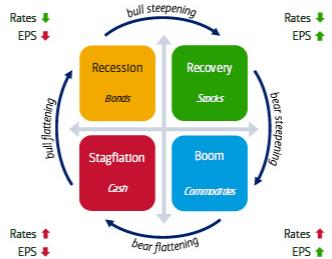 bull steepening
Rates
EPS
Rates
EPS
Recession
Bonds
Recovery
Stocks
bull flattening
bear steepening
Stagflation
Cash
Boom
Commodities
Rates
EPS
bear flattening
Rates
EPS